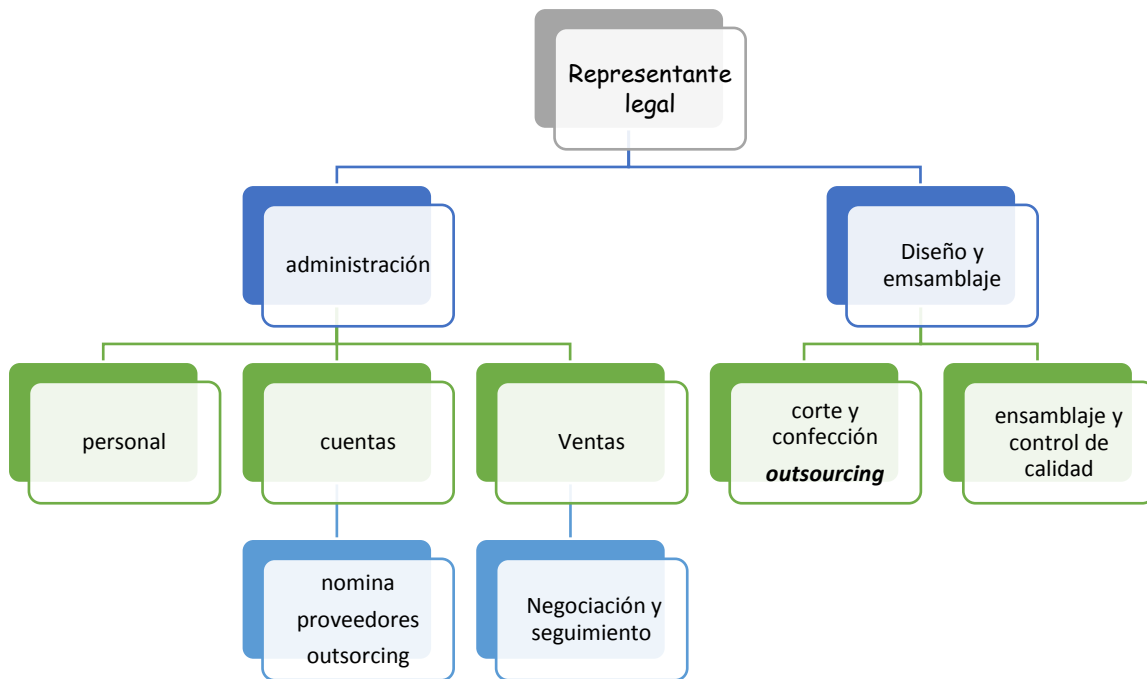 Representante
legal
administración
Diseño y
emsamblaje
personal
cuentas
Ventas
corte y
confección
outsourcing
ensamblaje y
control de
calidad
nomina
proveedores
outsorcing
Negociación y
seguimiento